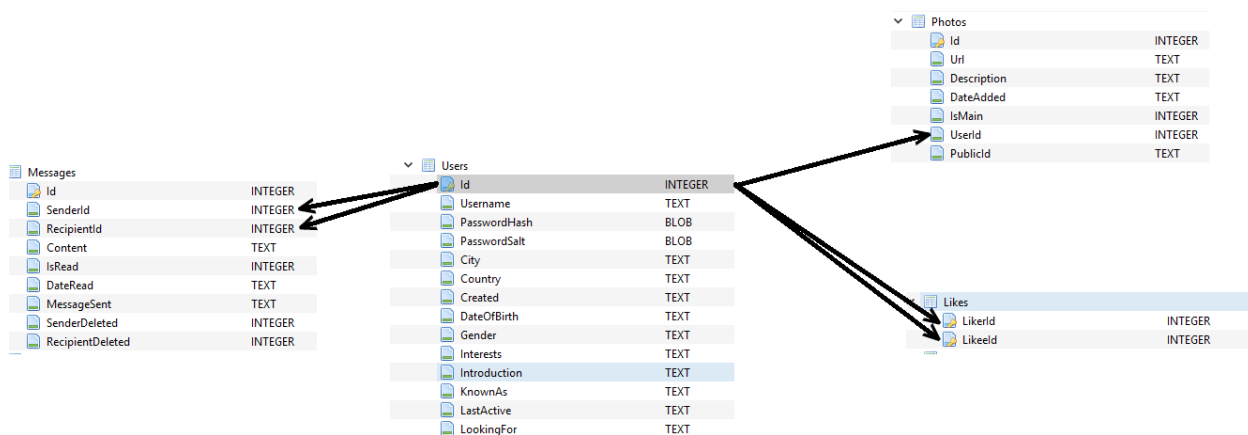 Messages
Id INTEGER
SenderId INTEGER
RecipientId INTEGER
Content TEXT
IsRead INTEGER
DateRead TEXT
MessageSent TEXT
SenderDeleted INTEGER
RecipientDeleted INTEGER
Users
Id INTEGER
Username TEXT
PasswordHash BLOB
PasswordSalt BLOB
City TEXT
Country TEXT
Created TEXT
DateOfBirth TEXT
Gender TEXT
Interests TEXT
Introduction TEXT
KnownAs TEXT
LastActive TEXT
LookingFor TEXT
Photos
Id INTEGER
Url TEXT
Description TEXT
DateAdded TEXT
IsMain INTEGER
UserId INTEGER
PublicId TEXT
Likes
LikerId INTEGER
LikeeId INTEGER